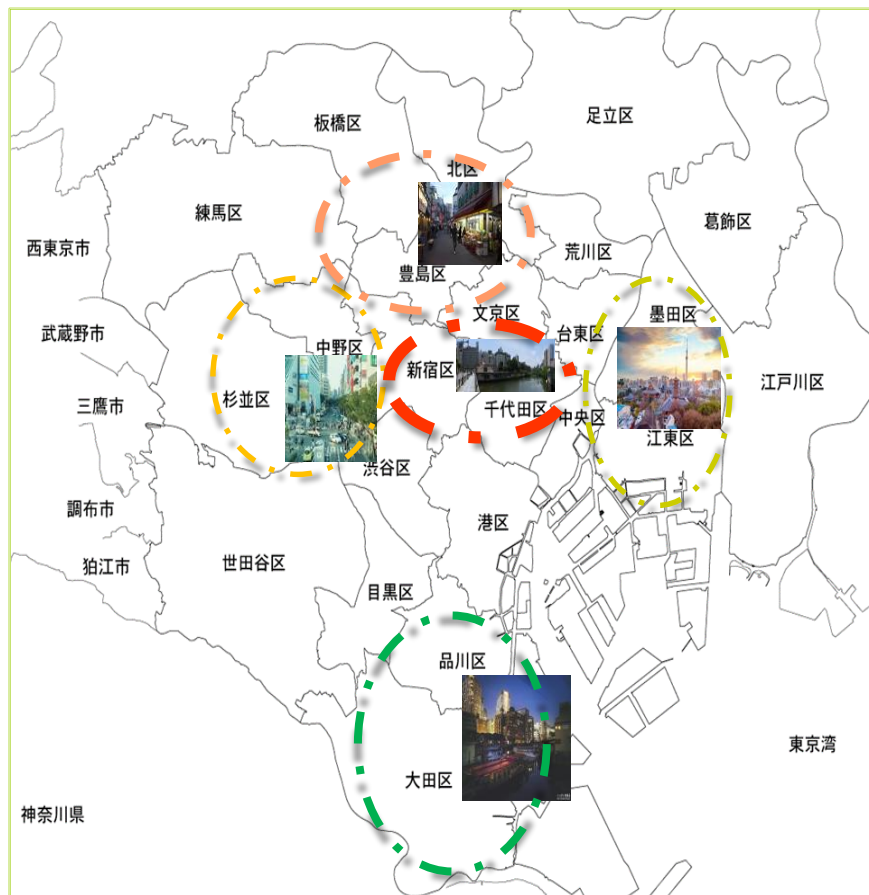 足立区
板橋区
北区
練馬区
葛飾区
西東京市
荒川区
豊島区
文京区
墨田区
武蔵野市
台東区
中野区
新宿区
江戸川区
杉並区
三鷹市
千代田区
中央区
江東区
渋谷区
調布市
港区
狛江市
世田谷区
目黒区
品川区
東京湾
大田区
神奈川県